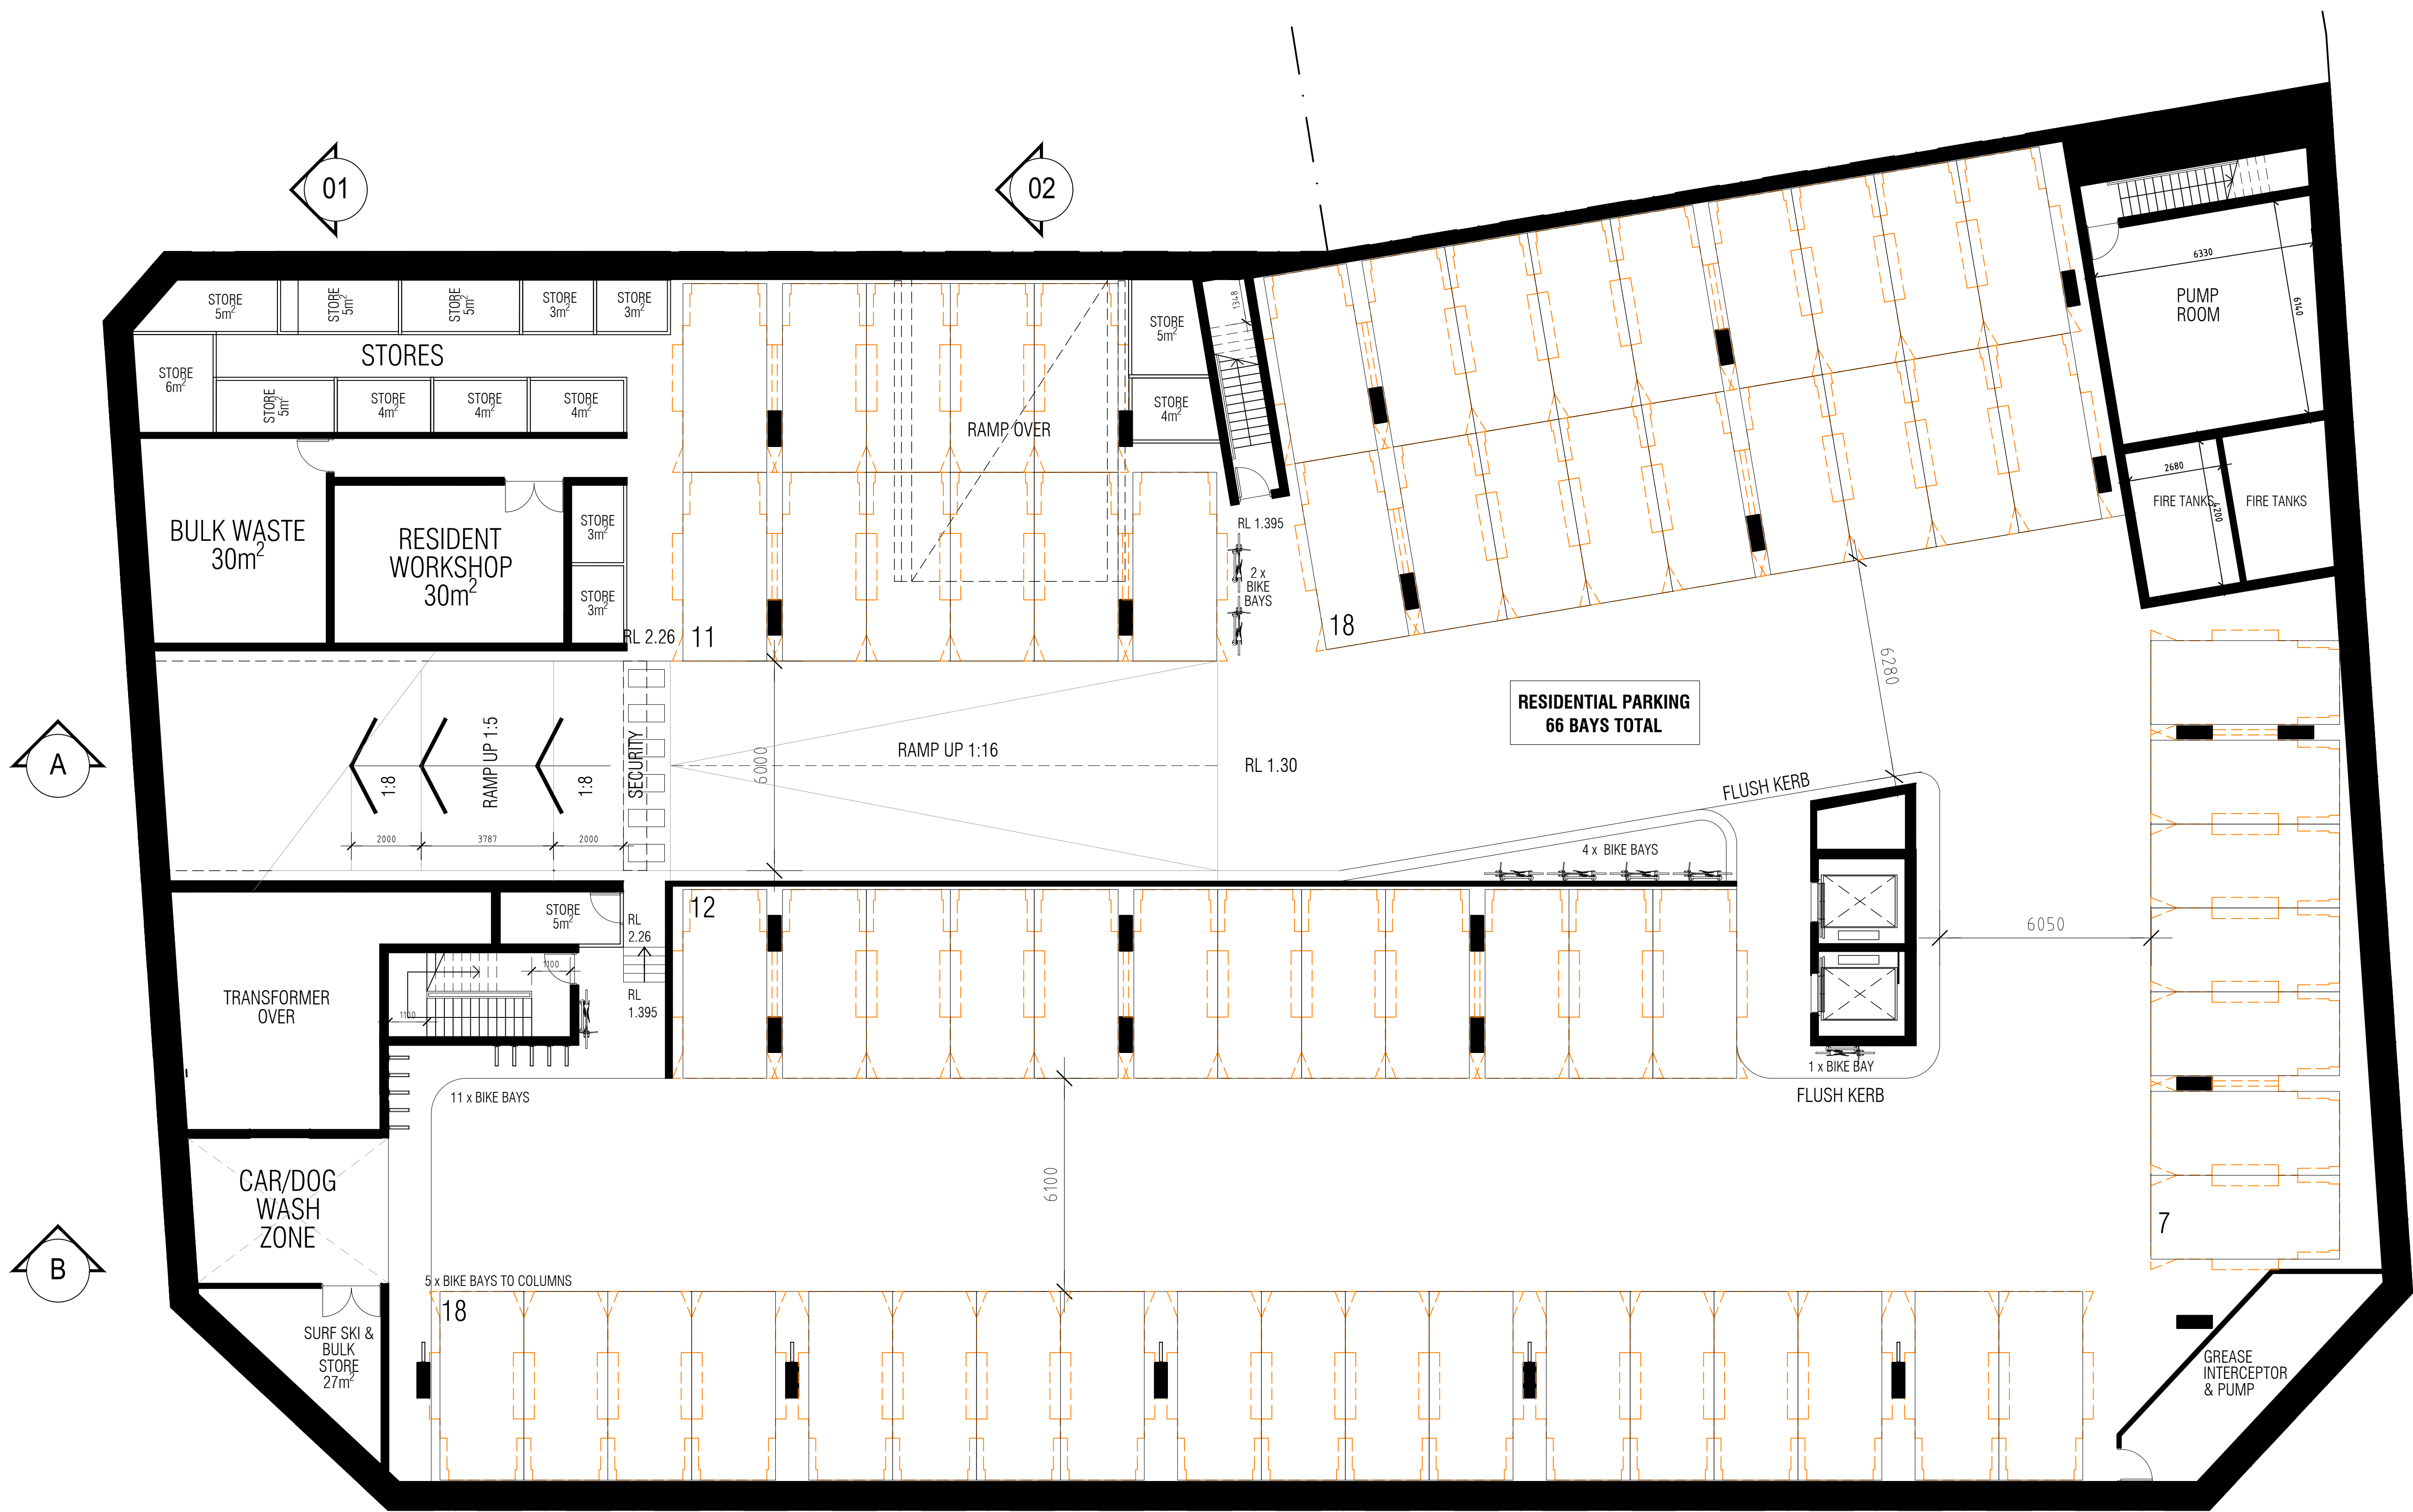 01
02
STORE
5m²
STORE
5m²
STORE
5m²
STORE
3m²
STORE
3m²
STORES
STORE
6m²
STORE
5m²
STORE
4m²
STORE
4m²
STORE
4m²
STORE
5m²
STORE
4m²
1348
RAMP OVER
6330
PUMP
ROOM
6140
2680
FIRE TANKS
4200
FIRE TANKS
BULK WASTE
30m²
RESIDENT
WORKSHOP
30m²
STORE
3m²
STORE
3m²
RL 2.26
11
RL 1.395
2 x
BIKE
BAYS
18
6280
RESIDENTIAL PARKING
66 BAYS TOTAL
A
1:8
RAMP UP 1:5
1:8
SECURITY
2000
3787
2000
6000
RAMP UP 1:16
RL 1.30
FLUSH KERB
4 x BIKE BAYS
12
STORE
5m²
RL
2.26
RL
1.395
1100
1100
TRANSFORMER
OVER
6050
11 x BIKE BAYS
1 x BIKE BAY
FLUSH KERB
CAR/DOG
WASH
ZONE
6100
7
B
5 x BIKE BAYS TO COLUMNS
18
SURF SKI &
BULK
STORE
27m²
GREASE
INTERCEPTOR
& PUMP